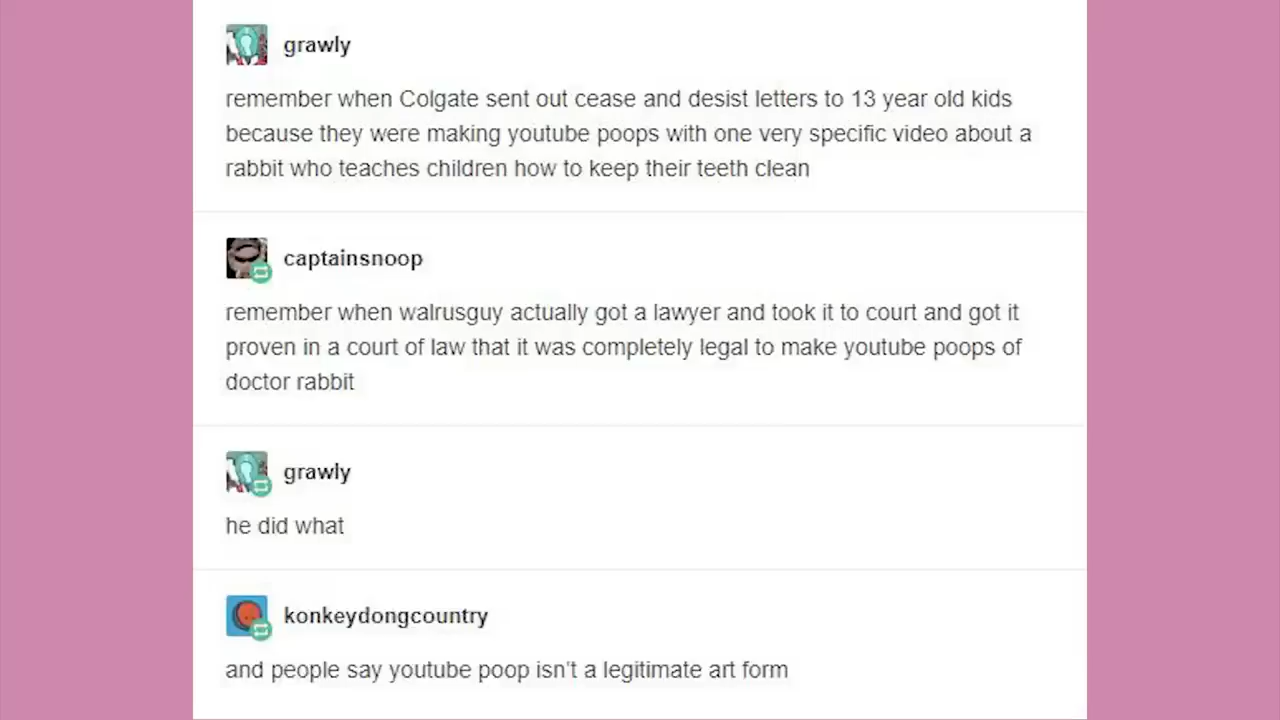 grawly
remember when Colgate sent out cease and desist letters to 13 year old kids
because they were making youtube poops with one very specific video about a
rabbit who teaches children how to keep their teeth clean
captainsnoop
remember when walrusguy actually got a lawyer and took it to court and got it
proven in a court of law that it was completely legal to make youtube poops of
doctor rabbit
grawly
he did what
konkeydongcountry
and people say youtube poop isn't a legitimate art form